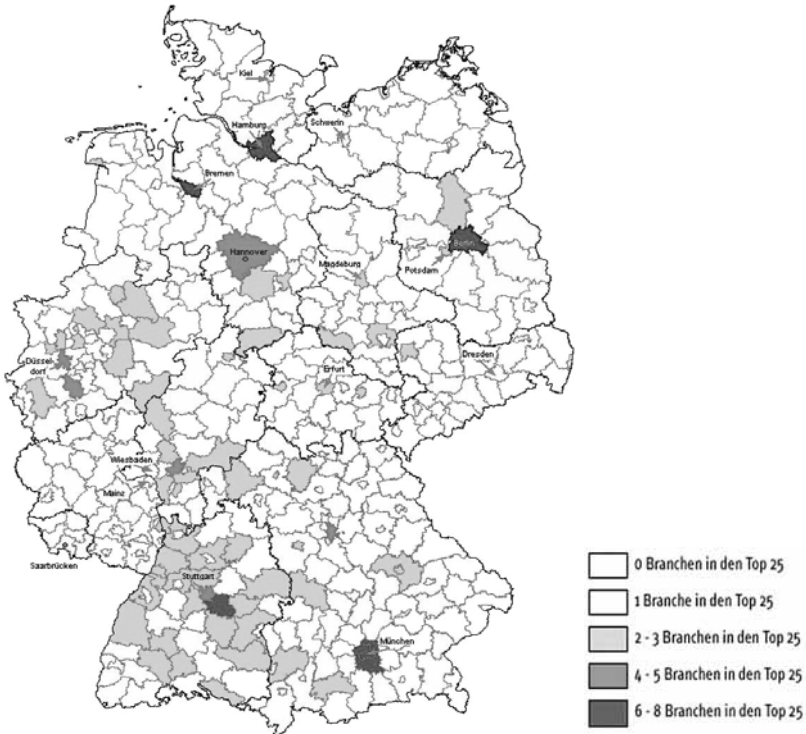 Kiel
Hamburg
Schwerin
Bremen
Berlin
Hannover
Magdeburg
Potsdam
Düssel-
dorf
Dresden
Erfurt
Wiesbaden
Mainz
Saarbrücken
Stuttgart
München
0 Branchen in den Top 25
1 Branche in den Top 25
2 - 3 Branchen in den Top 25
4 - 5 Branchen in den Top 25
6 - 8 Branchen in den Top 25